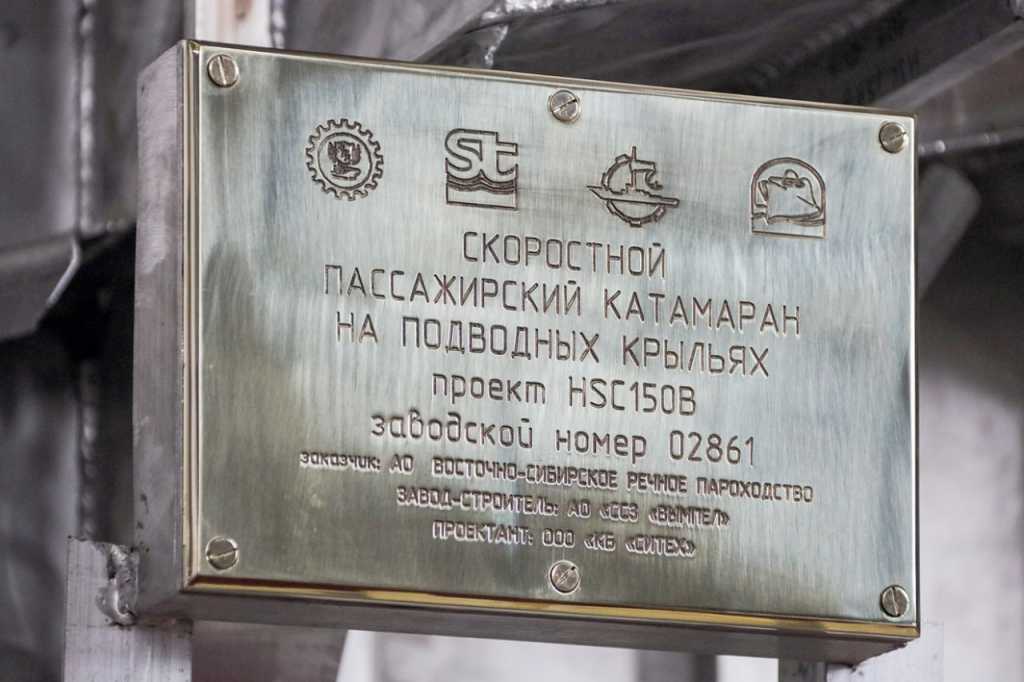 st
СКОРОСТНОЙ
ПАССАЖИРСКИЙ КАТАМАРАН
НА ПОДВОДНЫХ КРЫЛЬЯХ
проект HSC150B
заводской номер 02861
заказчик: АО ВОСТОЧНО-СИБИРСКОЕ РЕЧНОЕ ПАРОХОДСТВО
ЗАВОД-СТРОИТЕЛЬ: АО «ССЗ «ВЫМПЕЛ»
ПРОЕКТАНТ: ООО «КБ «СИТЕХ»